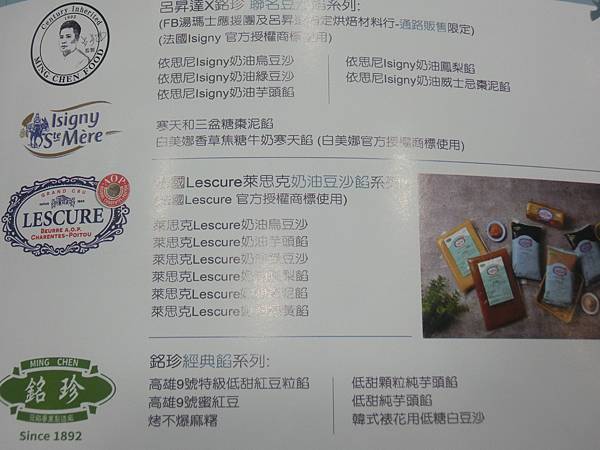 Century Inherited
1892
MING CHEN FOOD
呂昇達X銘珍 聯名豆沙餡系列:
(FB湯瑪士應援團及呂昇達指定烘焙材料行-通路販售限定)
(法國Isigny 官方授權商標使用)
依思尼Isigny奶油烏豆沙
依思尼Isigny奶油綠豆沙
依思尼Isigny奶油芋頭餡
依思尼Isigny奶油鳳梨餡
依思尼Isigny奶油威士忌棗泥餡
Isigny
Ste Mère
寒天和三盆糖棗泥餡
白美娜香草焦糖牛奶寒天餡 (白美娜官方授權商標使用)
A.O.P
GRAND CRU
LESCURE
BEURRE A.O.P.
CHARENTES-POITOU
法國Lescure萊思克奶油豆沙餡系列
(法國Lescure 官方授權商標使用)
萊思克Lescure奶油烏豆沙
萊思克Lescure奶油芋頭餡
萊思克Lescure奶油綠豆沙
萊思克Lescure奶油鳳梨餡
萊思克Lescure 泥餡
萊思克Lescure 黃餡
MING CHEN
銘珍
Since 1892
銘珍經典餡系列:
高雄9號特級低甜紅豆粒餡
高雄9號蜜紅豆
烤不爆麻糬
低甜顆粒純芋頭餡
低甜純芋頭餡
韓式裱花用低糖白豆沙